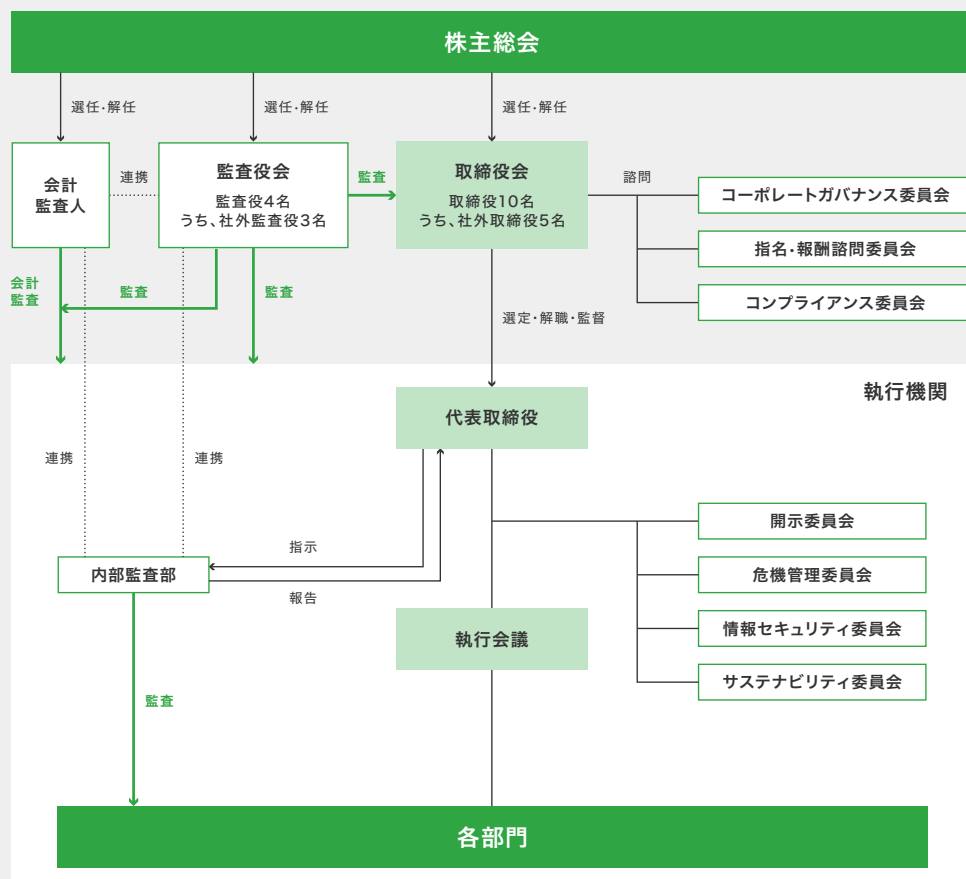 株主総会
選任・解任
選任・解任
選任・解任
会計
監査人
連携
監査役会
監査役4名
うち、社外監査役3名
監査
取締役会
取締役10名
うち、社外取締役5名
諮問
コーポレートガバナンス委員会
指名・報酬諮問委員会
コンプライアンス委員会
会計
監査
監査
監査
選定・解職・監督
執行機関
代表取締役
連携
連携
開示委員会
指示
内部監査部
報告
危機管理委員会
執行会議
情報セキュリティ委員会
サステナビリティ委員会
監査
各部門